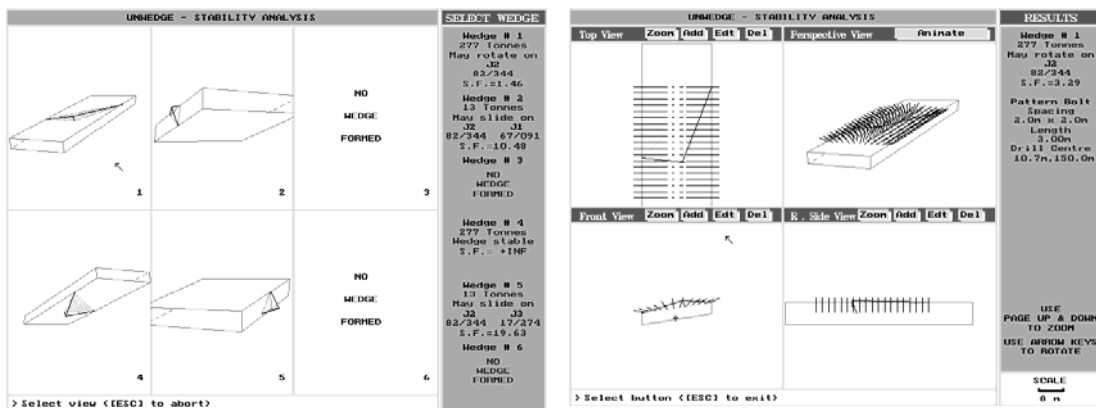 UNWEDGE - STABILITY ANALYSIS
SELECT WEDGE
1
2
NO
WEDGE
FORMED
3
4
5
NO
WEDGE
FORMED
6
Wedge # 1
277 Tonnes
May rotate on
J2
82/344
S.F.=1.46
Wedge # 2
13 Tonnes
May slide on
J2 J1
82/344 67/091
S.F.=10.48
Wedge # 3
NO
WEDGE
FORMED
Wedge # 4
277 Tonnes
Wedge stable
S.F.= +INF
Wedge # 5
13 Tonnes
May slide on
J2 J3
82/344 17/274
S.F.=19.63
Wedge # 6
NO
WEDGE
FORMED
> Select view <[ESC] to abort>
UNWEDGE - STABILITY ANALYSIS
RESULTS
Top View Zoom Add Edt Del
Perspective View Animate
Front View Zoom Add Edt Del
R. Side View Zoom Add Edt Del
Wedge # 1
277 Tonnes
May rotate on
J2
82/344
S.F.=3.29
Pattern Bolt
Spacing
2.0m x 2.0m
Length
3.00m
Drill Centre
10.7m,150.0m
USE
PAGE UP & DOWN
TO ZOOM
USE ARROW KEYS
TO ROTATE
SCALE
8 m
> Select button <[ESC] to exit>